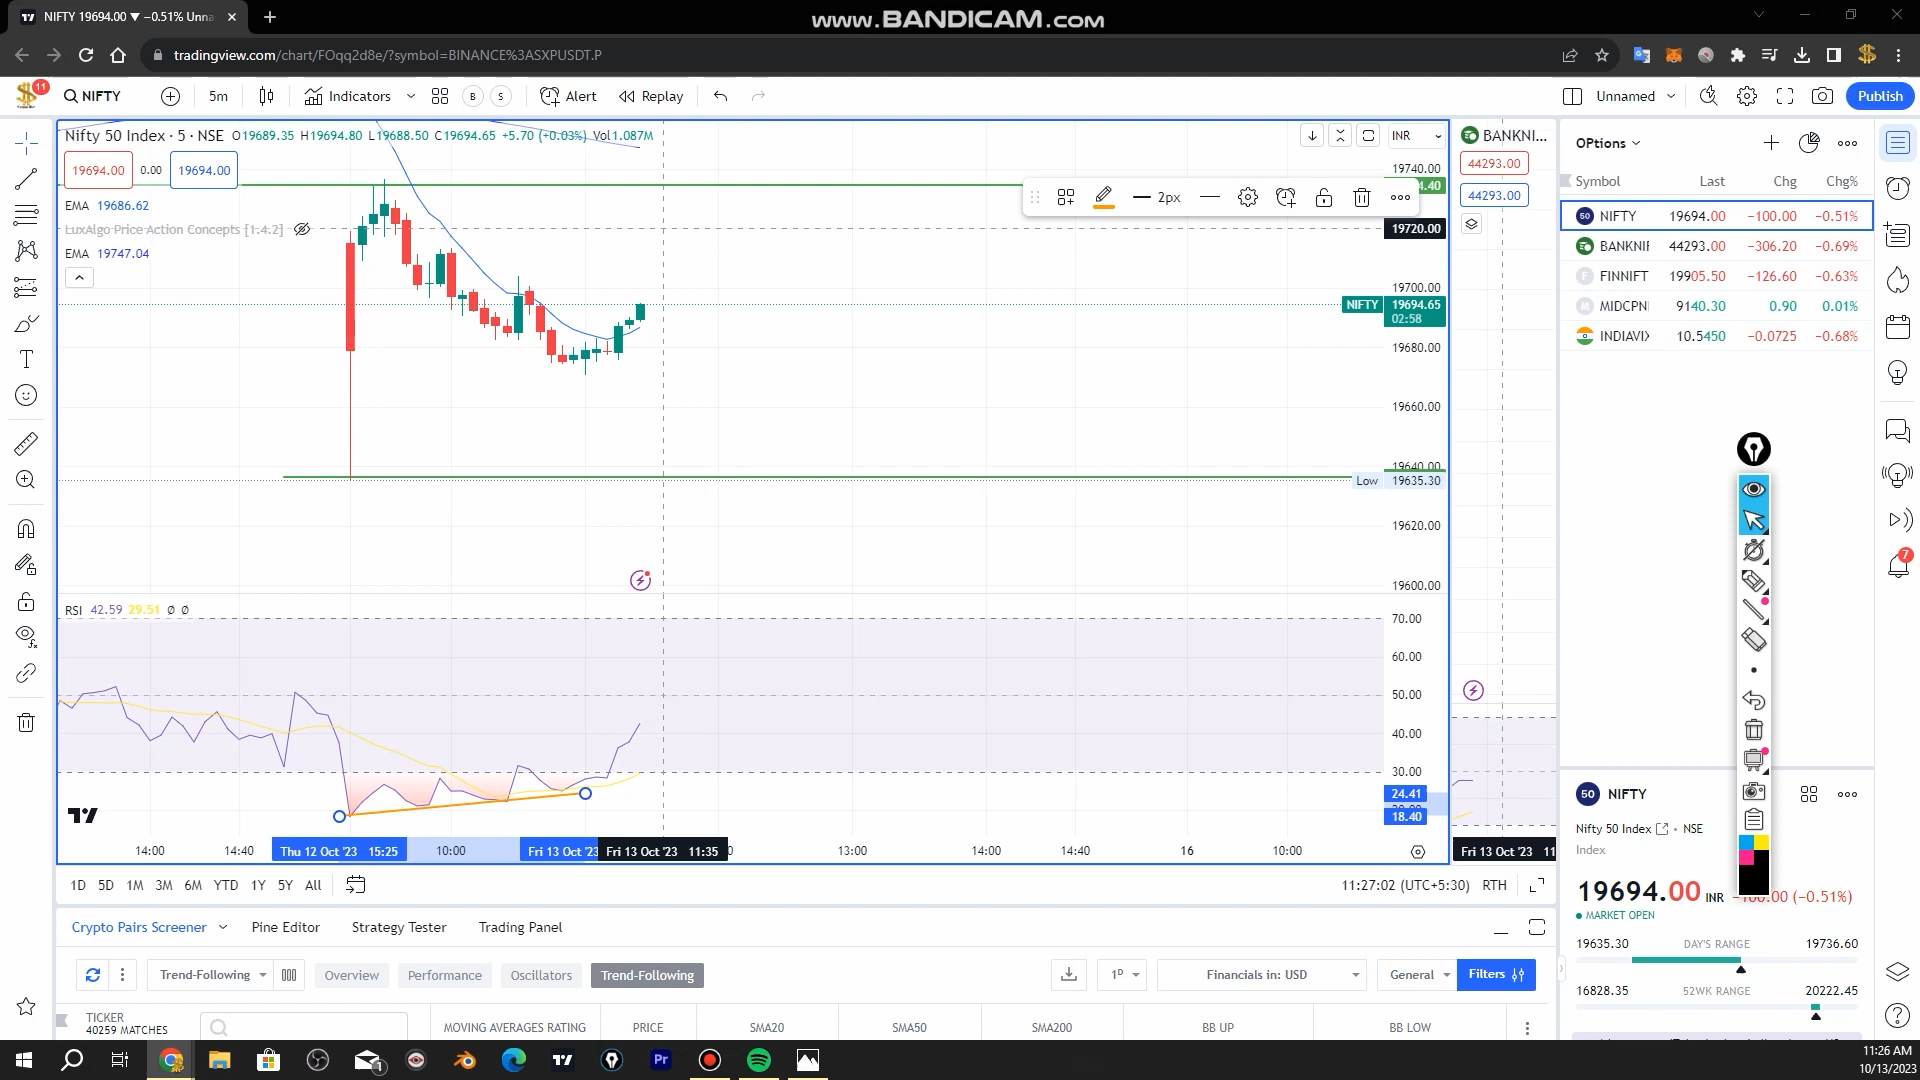 NIFTY 19694.00 ▼ −0.51% Unna
www.BANDICAM.com
tradingview.com/chart/FOqq2d8e/?symbol=BINANCE%3ASXPUSDT.P
11
NIFTY
5m
Indicators
B
S
Alert
Replay
Unnamed
Publish
Nifty 50 Index · 5 · NSE O19689.35 H19694.80 L19688.50 C19694.65 +5.70 (+0.03%) Vol1.087M
INR
19694.00 0.00 19694.00
EMA 19686.62
LuxAlgo Price Action Concepts [1.4.2]
EMA 19747.04
2px
19740.00
4.40
19720.00
19700.00
NIFTY 19694.65
02:58
19680.00
19660.00
19640.00
Low 19635.30
19620.00
19600.00
RSI 42.59 29.51 ∅ ∅
70.00
60.00
50.00
40.00
30.00
24.41
18.40
14:00 14:40 Thu 12 Oct '23 15:25 10:00 Fri 13 Oct '23 Fri 13 Oct '23 11:35 13:00 14:00 14:40 16 10:00
BANKNI...
44293.00
44293.00
Fri 13 Oct '23 11
OPtions
Symbol Last Chg Chg%
50 NIFTY 19694.00 −100.00 −0.51%
BANKNIF 44293.00 −306.20 −0.69%
F FINNIFT 19905.50 −126.60 −0.63%
M MIDCPNI 9140.30 0.90 0.01%
INDIAVIX 10.5450 −0.0725 −0.68%
7
1D 5D 1M 3M 6M YTD 1Y 5Y All
11:27:02 (UTC+5:30) RTH
Crypto Pairs Screener Pine Editor Strategy Tester Trading Panel
Trend-Following Overview Performance Oscillators Trend-Following
1D Financials in: USD General Filters
TICKER
40259 MATCHES
MOVING AVERAGES RATING PRICE SMA20 SMA50 SMA200 BB UP BB LOW
50 NIFTY
Nifty 50 Index • NSE
Index
19694.00 INR −100.00 (−0.51%)
MARKET OPEN
19635.30 DAY'S RANGE 19736.60
16828.35 52WK RANGE 20222.45
1
Pr
11:26 AM
10/13/2023